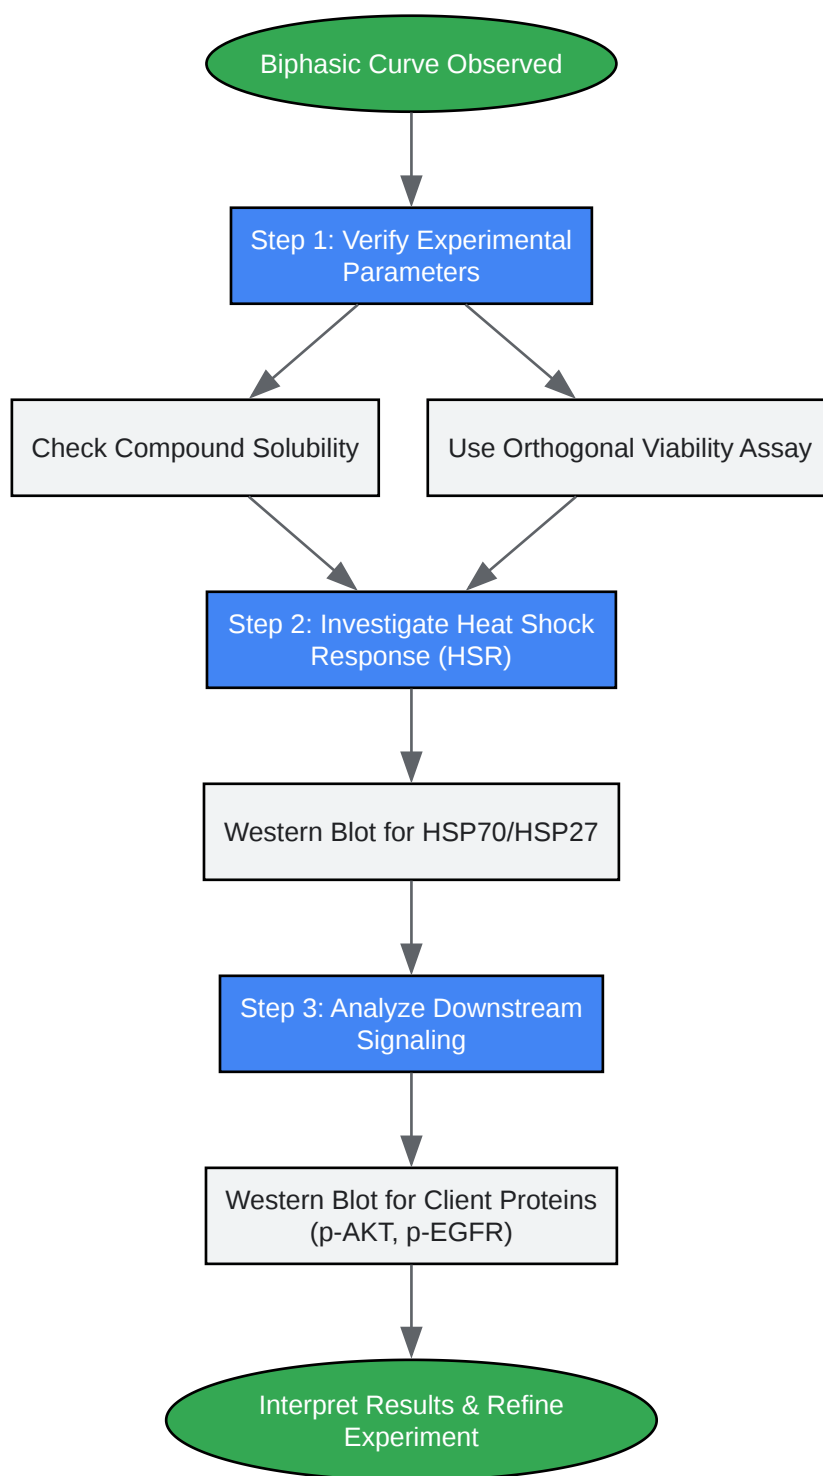 Biphasic Curve Observed
Step 1: Verify Experimental
Parameters
Check Compound Solubility
Use Orthogonal Viability Assay
Step 2: Investigate Heat Shock
Response (HSR)
Western Blot for HSP70/HSP27
Step 3: Analyze Downstream
Signaling
Western Blot for Client Proteins
(p-AKT, p-EGFR)
Interpret Results & Refine
Experiment